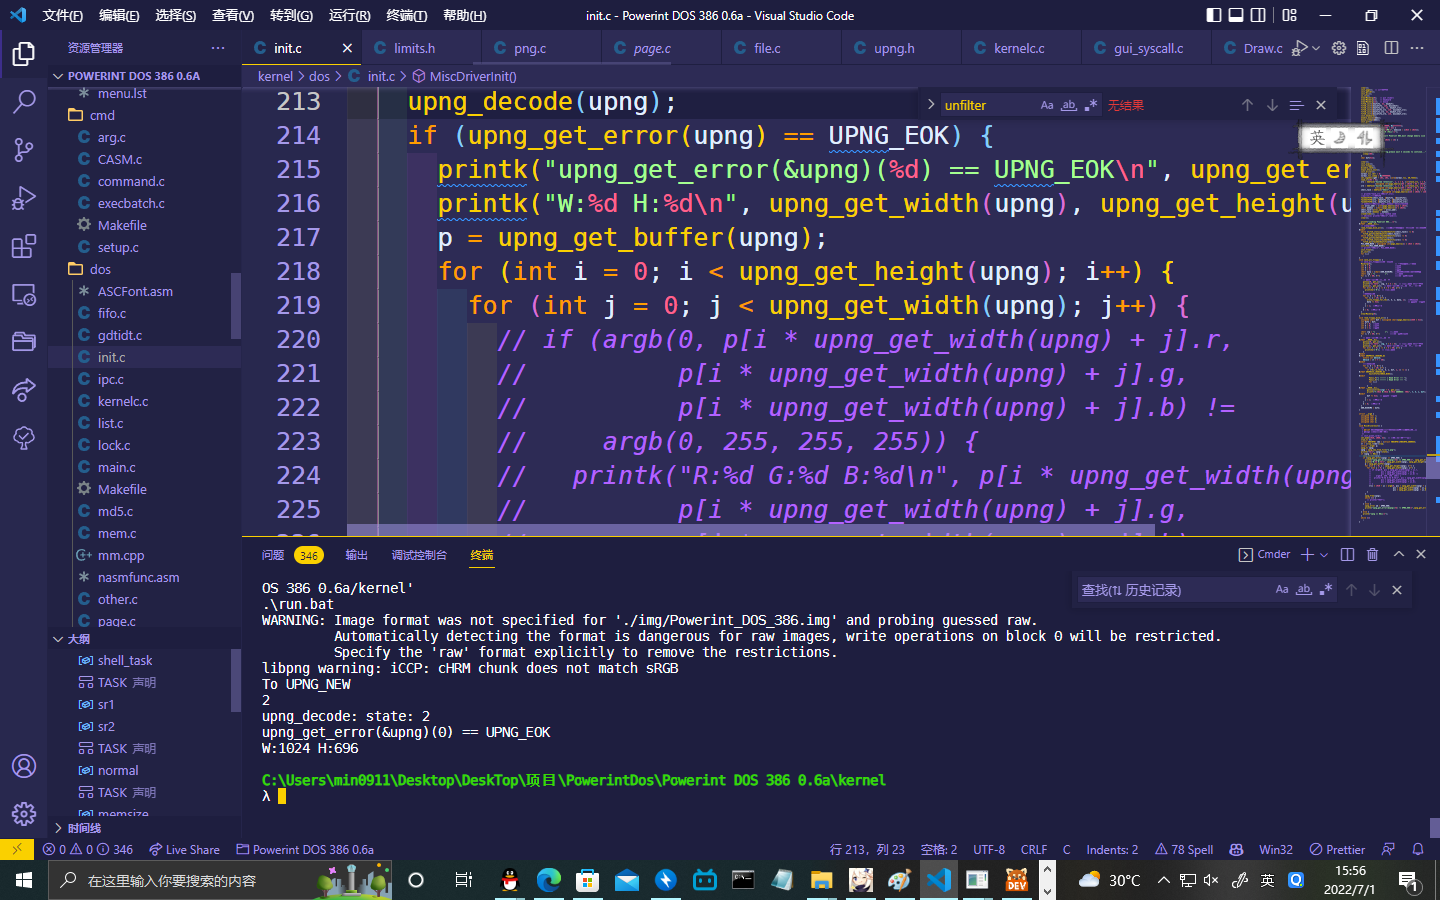 文件(F) 编辑(E) 选择(S) 查看(V) 转到(G) 运行(R) 终端(T) 帮助(H) init.c - Powerint DOS 386 0.6a - Visual Studio Code
资源管理器 ··· init.c limits.h png.c page.c file.c upng.h kernelc.c gui_syscall.c Draw.c
POWERINT DOS 386 0.6A
kernel > dos > init.c > MiscDriverInit()
menu.lst
cmd
arg.c
CASM.c
command.c
execbatch.c
Makefile
setup.c
dos
ASCFont.asm
fifo.c
gdtidt.c
init.c
ipc.c
kernelc.c
list.c
lock.c
main.c
Makefile
md5.c
mem.c
mm.cpp
nasmfunc.asm
other.c
page.c
大纲
shell_task
TASK 声明
sr1
sr2
TASK 声明
normal
TASK 声明
memsize
时间线
unfilter Aa ab 无结果
英
213 upng_decode(upng);
214 if (upng_get_error(upng) == UPNG_EOK) {
215 printk("upng_get_error(&upng)(%d) == UPNG_EOK\n", upng_get_er
216 printk("W:%d H:%d\n", upng_get_width(upng), upng_get_height(u
217 p = upng_get_buffer(upng);
218 for (int i = 0; i < upng_get_height(upng); i++) {
219 for (int j = 0; j < upng_get_width(upng); j++) {
220 // if (argb(0, p[i * upng_get_width(upng) + j].r,
221 // p[i * upng_get_width(upng) + j].g,
222 // p[i * upng_get_width(upng) + j].b) !=
223 // argb(0, 255, 255, 255)) {
224 // printk("R:%d G:%d B:%d\n", p[i * upng_get_width(upng
225 // p[i * upng_get_width(upng) + j].g,
问题 346 输出 调试控制台 终端 Cmder
查找(⇅ 历史记录) Aa ab
OS 386 0.6a/kernel'
.\run.bat
WARNING: Image format was not specified for './img/Powerint_DOS_386.img' and probing guessed raw.
Automatically detecting the format is dangerous for raw images, write operations on block 0 will be restricted.
Specify the 'raw' format explicitly to remove the restrictions.
libpng warning: iCCP: cHRM chunk does not match sRGB
To UPNG_NEW
2
upng_decode: state: 2
upng_get_error(&upng)(0) == UPNG_EOK
W:1024 H:696
C:\Users\min0911\Desktop\DeskTop\项目\PowerintDos\Powerint DOS 386 0.6a\kernel
λ
0 0 346 Live Share Powerint DOS 386 0.6a 行 213，列 23 空格: 2 UTF-8 CRLF C Indents: 2 78 Spell Win32 Prettier
在这里输入你要搜索的内容 DEV 30°C 英 15:56
2022/7/1 1